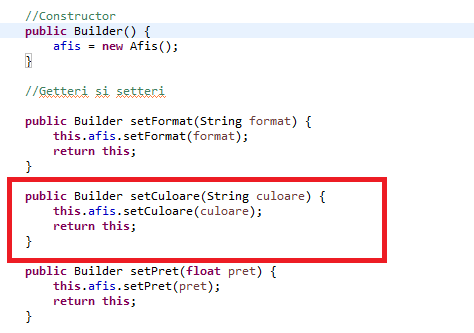 //Constructor
public Builder() {
afis = new Afis();
}
//Getteri si setteri
public Builder setFormat(String format) {
this.afis.setFormat(format);
return this;
}
public Builder setCuloare(String culoare) {
this.afis.setCuloare(culoare);
return this;
}
public Builder setPret(float pret) {
this.afis.setPret(pret);
return this;
}